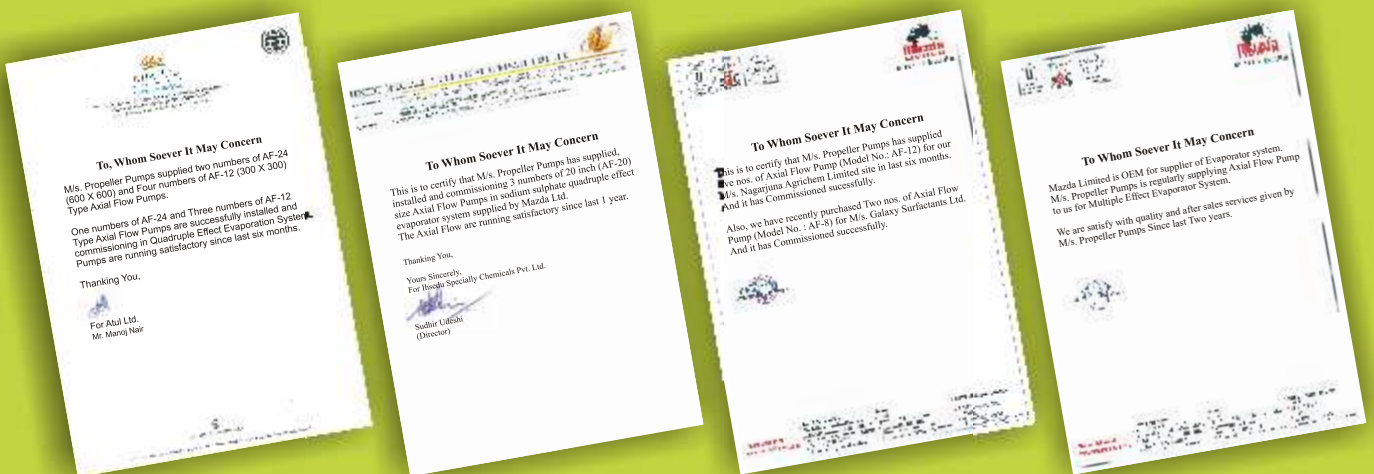 To, Whom Soever It May Concern
M/s. Propeller Pumps supplied two numbers of AF-24
(600 X 600) and Four numbers of AF-12 (300 X 300)
Type Axial Flow Pumps.
One numbers of AF-24 and Three numbers of AF-12
Type Axial Flow Pumps are successfully installed and
commissioning in Quadruple Effect Evaporation System
Pumps are running satisfactory since last six months.
Thanking You,
For Atul Ltd.
Mr. Manoj Nair
To Whom Soever It May Concern
This is to certify that M/s. Propeller Pumps has supplied,
installed and commissioning 3 numbers of 20 inch (AF-20)
size Axial Flow Pumps in sodium sulphate quadruple effect
evaporator system supplied by Mazda Ltd.
The Axial Flow are running satisfactory since last 1 year.
Thanking You,
Yours Sincerely,
For Ihsedu Specially Chemicals Pvt. Ltd.
Sudhir Udeshi
(Director)
To Whom Soever It May Concern
This is to certify that M/s. Propeller Pumps has supplied
ve nos. of Axial Flow Pump (Model No.: AF-12) for our
M/s. Nagarjuna Agrichem Limited site in last six months.
And it has Commissioned sucessfully.
Also, we have recently purchased Two nos. of Axial Flow
Pump (Model No. : AF-8) for M/s. Galaxy Surfactants Ltd.
And it has Commissioned successfully.
To Whom Soever It May Concern
Mazda Limited is OEM for supplier of Evaporator system.
M/s. Propeller Pumps is regularly supplying Axial Flow Pump
to us for Multiple Effect Evaporator System.
We are satisfy with quality and after sales services given by
M/s. Propeller Pumps Since last Two years.